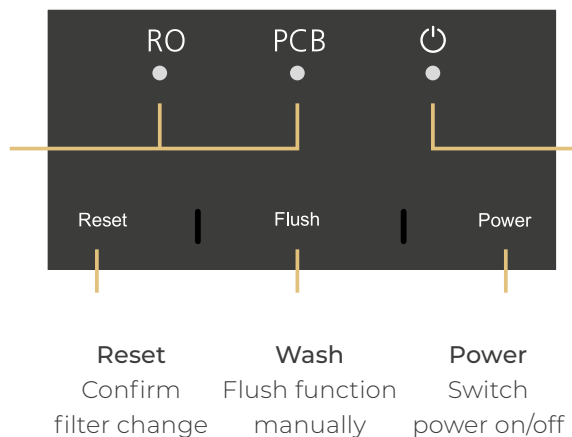 RO PCB
Reset Flush Power
Reset Wash Power
Confirm Flush function Switch
filter change manually power on/off